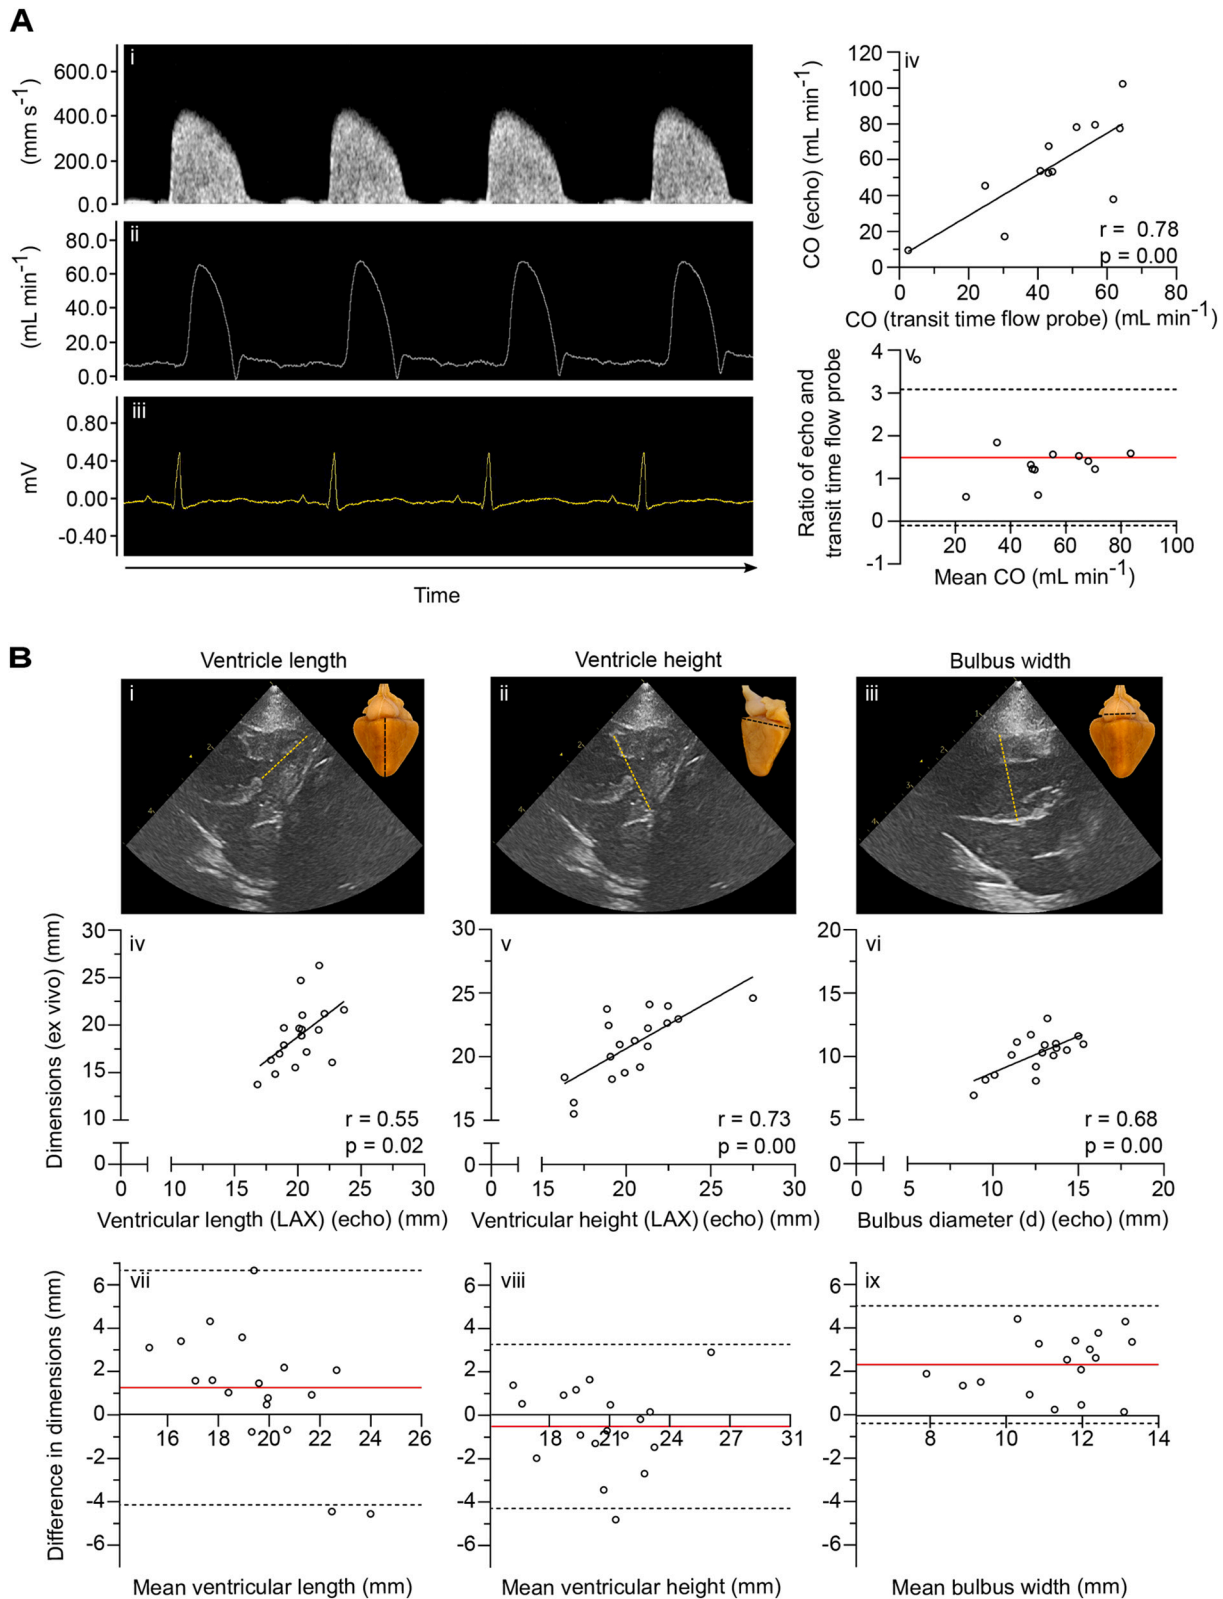 A
i
600.0
400.0
200.0
0.0
(mm s-1)
ii
80.0
60.0
40.0
20.0
0.0
(mL min-1)
iii
0.80
0.40
0.00
-0.40
mV
Time
iv
120
100
80
60
40
20
0
CO (echo) (mL min-1)
r = 0.78
p = 0.00
0 20 40 60 80
CO (transit time flow probe) (mL min-1)
v
4
3
2
1
0
-1
Ratio of echo and
transit time flow probe
20 40 60 80 100
Mean CO (mL min-1)
B
Ventricle length
Ventricle height
Bulbus width
i
2
4
ii
2
4
iii
1
3
4
iv
30
25
20
15
10
0
Dimensions (ex vivo) (mm)
r = 0.55
p = 0.02
0 10 15 20 25 30
Ventricular length (LAX) (echo) (mm)
v
30
25
20
15
0
r = 0.73
p = 0.00
0 15 20 25 30
Ventricular height (LAX) (echo) (mm)
vi
20
15
10
5
0
r = 0.68
p = 0.00
0 5 10 15 20
Bulbus diameter (d) (echo) (mm)
vii
6
4
2
0
-2
-4
-6
Difference in dimensions (mm)
16 20 22 24 26
Mean ventricular length (mm)
viii
6
4
2
0
-2
-4
-6
18 21 24 27 31
Mean ventricular height (mm)
ix
6
4
2
0
-2
-4
-6
8 10 12 14
Mean bulbus width (mm)